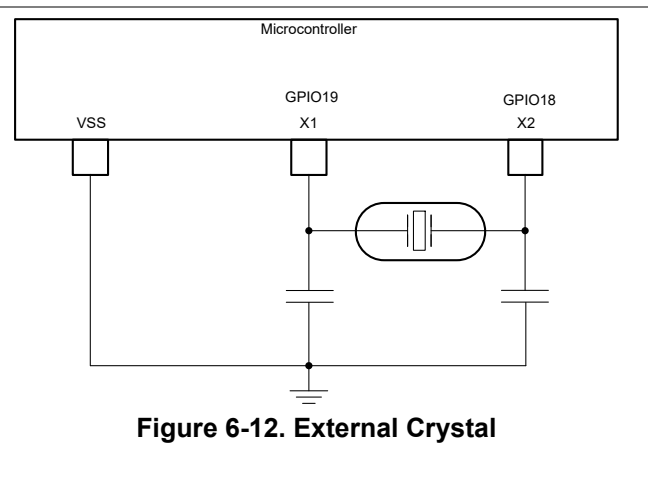 Microcontroller
GPIO19 GPIO18
VSS X1 X2
Figure 6-12. External Crystal